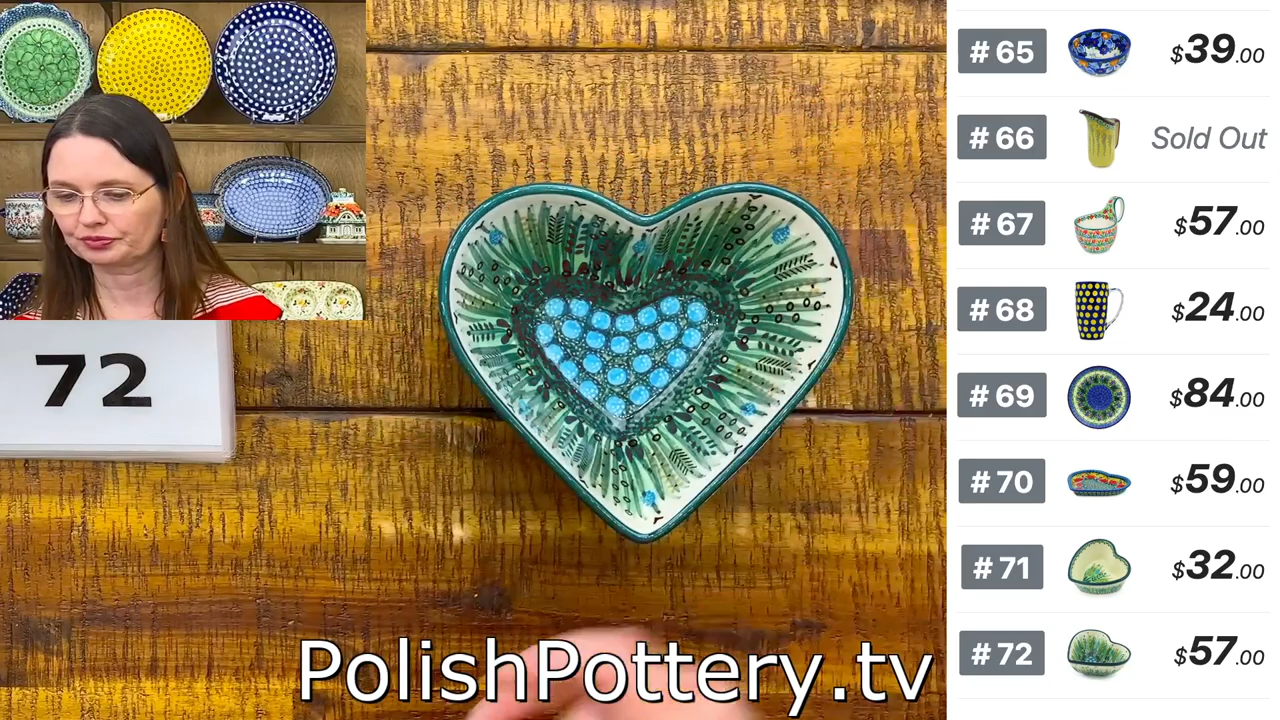 72
PolishPottery.tv
# 65 $39.00
# 66 Sold Out
# 67 $57.00
# 68 $24.00
# 69 $84.00
# 70 $59.00
# 71 $32.00
# 72 $57.00